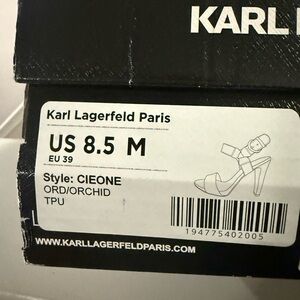 KARL
Karl Lagerfeld Paris
US 8.5 M
EU 39
Style: CIEONE
ORD/ORCHID
TPU
194775402005
WWW.KARLLAGERFELDPARIS.COM